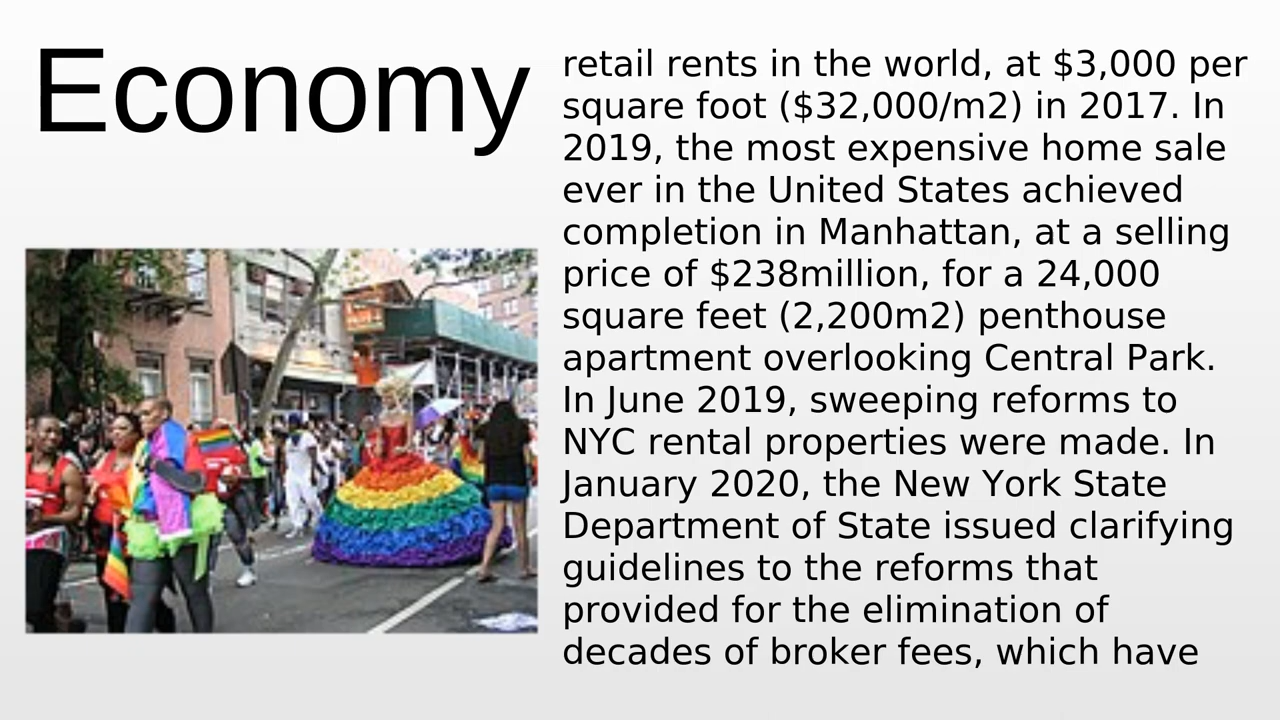 Economy
retail rents in the world, at $3,000 per
square foot ($32,000/m2) in 2017. In
2019, the most expensive home sale
ever in the United States achieved
completion in Manhattan, at a selling
price of $238million, for a 24,000
square feet (2,200m2) penthouse
apartment overlooking Central Park.
In June 2019, sweeping reforms to
NYC rental properties were made. In
January 2020, the New York State
Department of State issued clarifying
guidelines to the reforms that
provided for the elimination of
decades of broker fees, which have